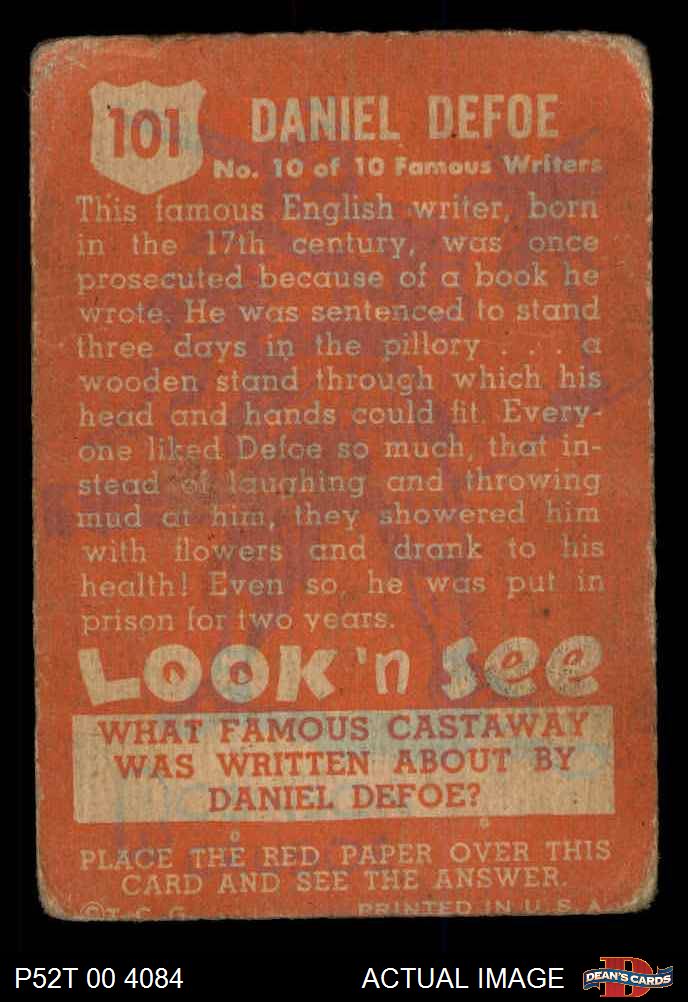 101
DANIEL DEFOE
No. 10 of 10 Famous Writers
This famous English writer, born
in the 17th century, was once
prosecuted because of a book he
wrote. He was sentenced to stand
three days in the pillory . . . a
wooden stand through which his
head and hands could fit. Every-
one liked Defoe so much, that in-
stead of laughing and throwing
mud at him, they showered him
with flowers and drank to his
health! Even so, he was put in
prison for two years.
LOOK 'n SEE
WHAT FAMOUS CASTAWAY
WAS WRITTEN ABOUT BY
DANIEL DEFOE?
PLACE THE RED PAPER OVER THIS
CARD AND SEE THE ANSWER.
©T. C. G. PRINTED IN U. S. A.
P52T 00 4084 ACTUAL IMAGE DEAN'S CARDS